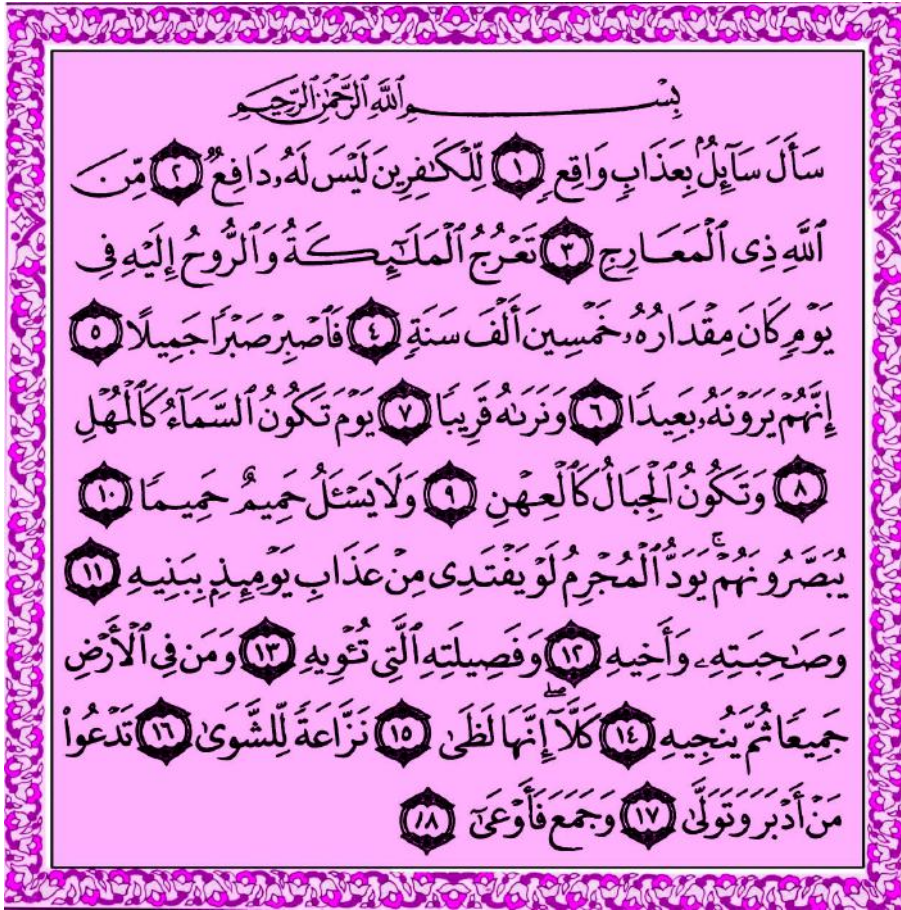 بِسْمِ ٱللَّهِ ٱلرَّحْمَٰنِ ٱلرَّحِيمِ
سَأَلَ سَآئِلٌۢ بِعَذَابٍ وَاقِعٍ ١ لِّلْكَٰفِرِينَ لَيْسَ لَهُۥ دَافِعٌ ٢ مِّنَ
ٱللَّهِ ذِى ٱلْمَعَارِجِ ٣ تَعْرُجُ ٱلْمَلَٰٓئِكَةُ وَٱلرُّوحُ إِلَيْهِ فِى
يَوْمٍ كَانَ مِقْدَارُهُۥ خَمْسِينَ أَلْفَ سَنَةٍ ٤ فَٱصْبِرْ صَبْرًا جَمِيلًا ٥
إِنَّهُمْ يَرَوْنَهُۥ بَعِيدًا ٦ وَنَرَىٰهُ قَرِيبًا ٧ يَوْمَ تَكُونُ ٱلسَّمَآءُ كَٱلْمُهْلِ
٨ وَتَكُونُ ٱلْجِبَالُ كَٱلْعِهْنِ ٩ وَلَا يَسْـَٔلُ حَمِيمٌ حَمِيمًا ١٠
يُبَصَّرُونَهُمْ ۚ يَوَدُّ ٱلْمُجْرِمُ لَوْ يَفْتَدِى مِنْ عَذَابِ يَوْمِئِذٍۭ بِبَنِيهِ ١١
وَصَٰحِبَتِهِۦ وَأَخِيهِ ١٢ وَفَصِيلَتِهِ ٱلَّتِى تُـْٔوِيهِ ١٣ وَمَن فِى ٱلْأَرْضِ
جَمِيعًا ثُمَّ يُنجِيهِ ١٤ كَلَّآ ۖ إِنَّهَا لَظَىٰ ١٥ نَزَّاعَةً لِّلشَّوَىٰ ١٦ تَدْعُوا۟
مَنْ أَدْبَرَ وَتَوَلَّىٰ ١٧ وَجَمَعَ فَأَوْعَىٰٓ ١٨